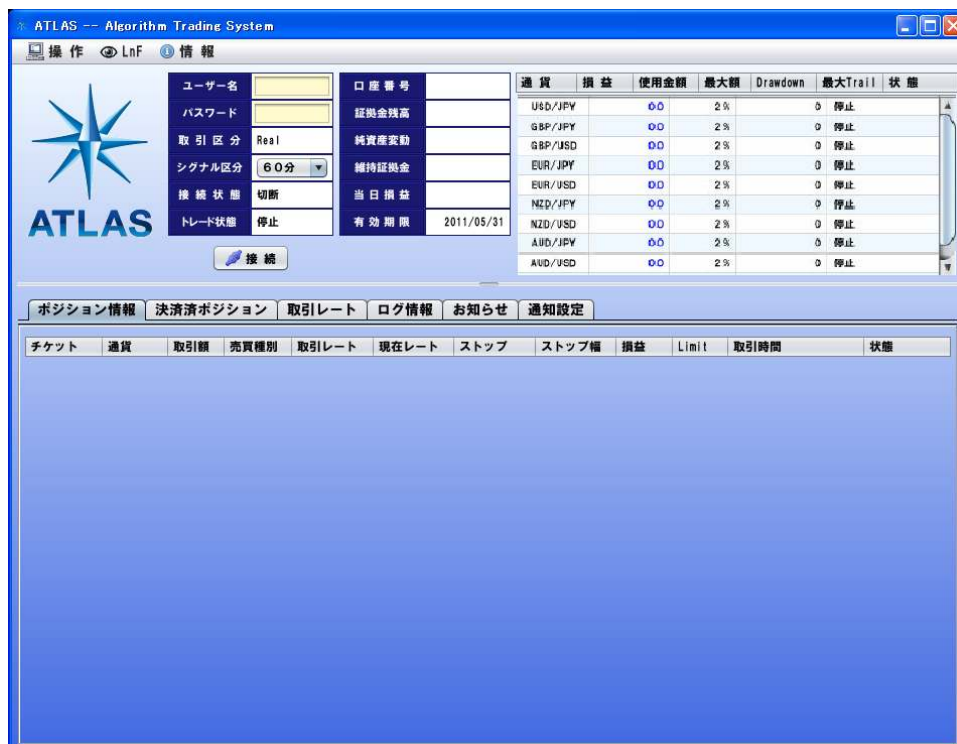 ATLAS -- Algorithm Trading System
操 作 LnF 情 報
ユーザー名 口 座 番 号
パスワード 証拠金残高
取 引 区 分 Real 純資産変動
シグナル区分 60分 維持証拠金
接 続 状 態 切断 当 日 損 益
トレード状態 停止 有 効 期 限 2011/05/31
接 続
ATLAS
通 貨 損 益 使用金額 最大額 Drawdown 最大Trail 状 態
USD/JPY 0.0 2% 0 停止
GBP/JPY 0.0 2% 0 停止
GBP/USD 0.0 2% 0 停止
EUR/JPY 0.0 2% 0 停止
EUR/USD 0.0 2% 0 停止
NZD/JPY 0.0 2% 0 停止
NZD/USD 0.0 2% 0 停止
AUD/JPY 0.0 2% 0 停止
AUD/USD 0.0 2% 0 停止
ポジション情報 決済済ポジション 取引レート ログ情報 お知らせ 通知設定
チケット 通貨 取引額 売買種別 取引レート 現在レート ストップ ストップ幅 損益 Limit 取引時間 状態